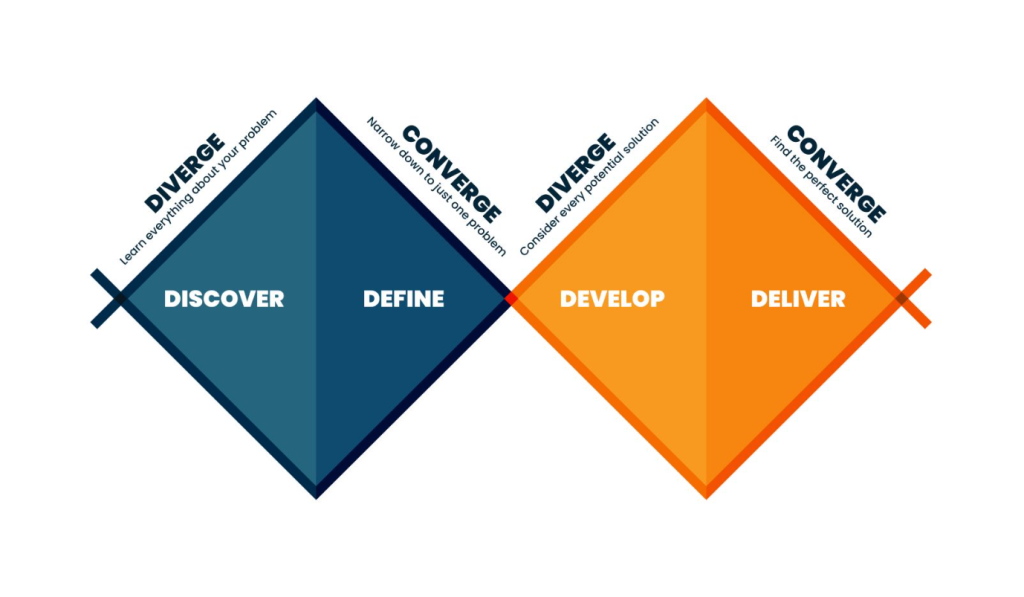 DIVERGE
Learn everything about your problem
CONVERGE
Narrow down to just one problem
DIVERGE
Consider every potential solution
CONVERGE
Find the perfect solution
DISCOVER
DEFINE
DEVELOP
DELIVER